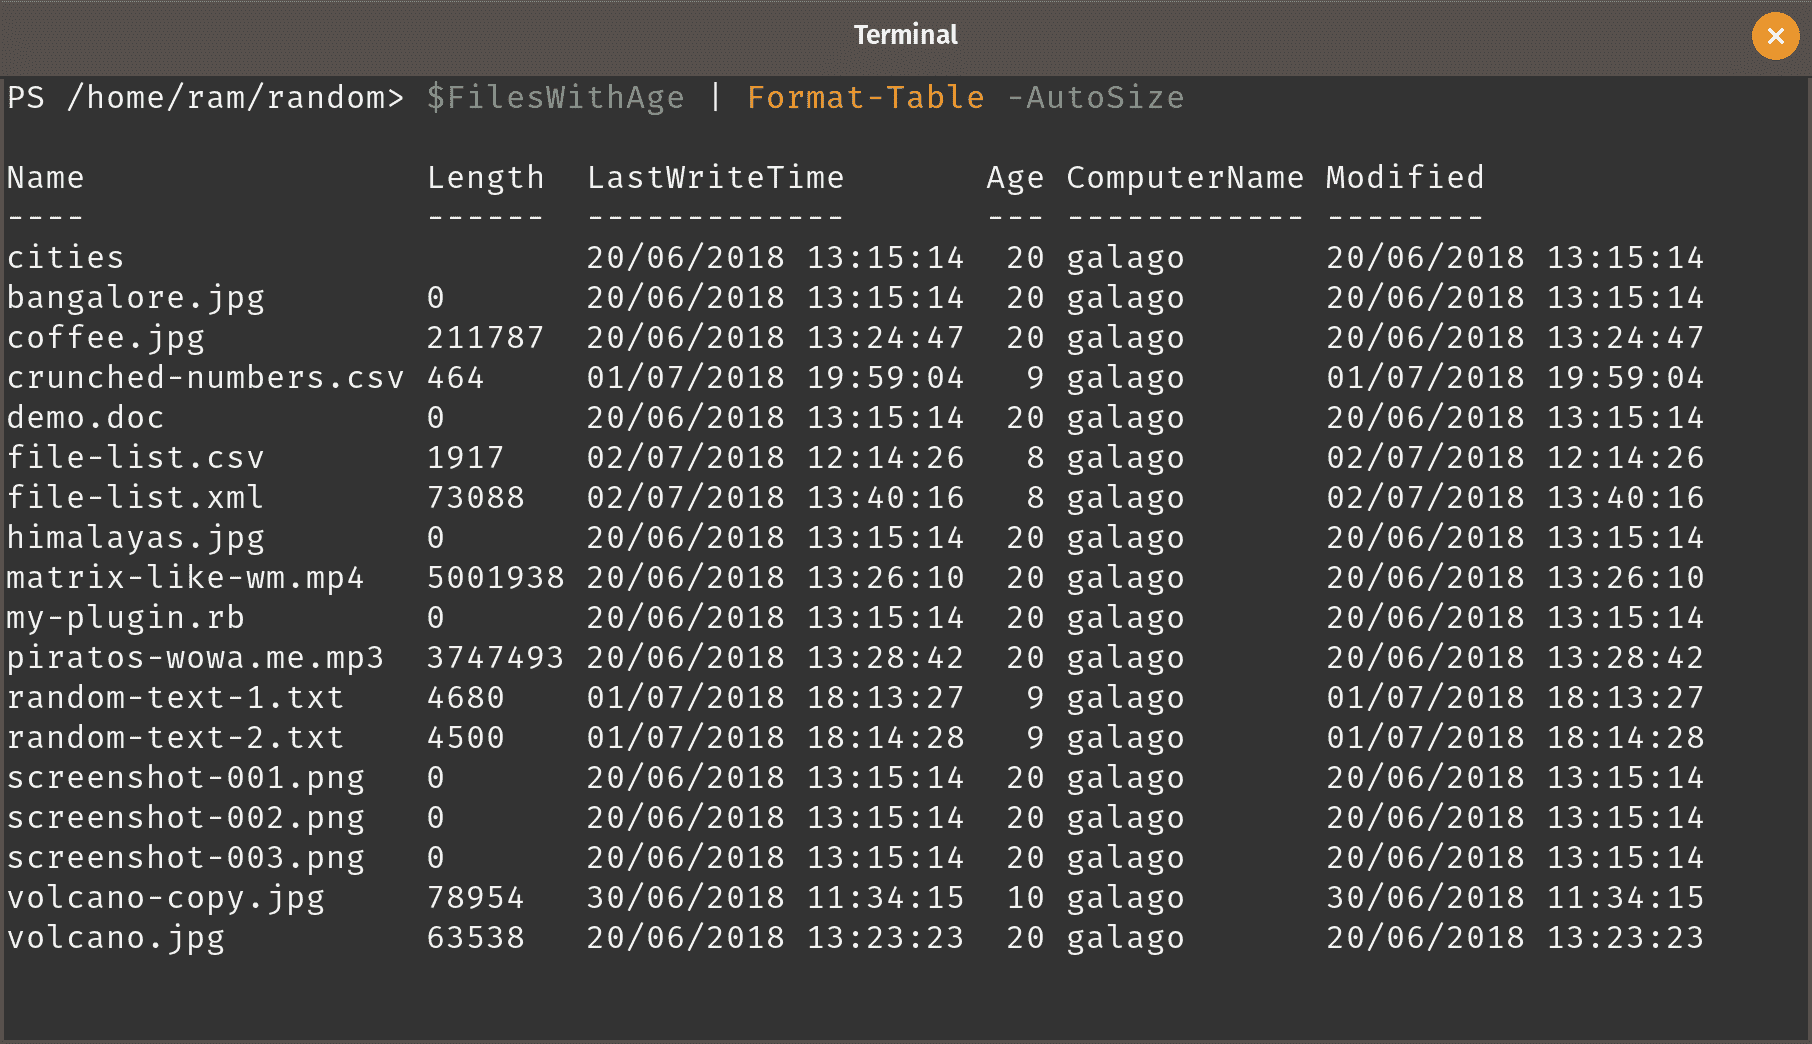 Terminal
PS /home/ram/random> $FilesWithAge | Format-Table -AutoSize
Name Length LastWriteTime Age ComputerName Modified
---- ------ ------------- --- ------------ --------
cities 20/06/2018 13:15:14 20 galago 20/06/2018 13:15:14
bangalore.jpg 0 20/06/2018 13:15:14 20 galago 20/06/2018 13:15:14
coffee.jpg 211787 20/06/2018 13:24:47 20 galago 20/06/2018 13:24:47
crunched-numbers.csv 464 01/07/2018 19:59:04 9 galago 01/07/2018 19:59:04
demo.doc 0 20/06/2018 13:15:14 20 galago 20/06/2018 13:15:14
file-list.csv 1917 02/07/2018 12:14:26 8 galago 02/07/2018 12:14:26
file-list.xml 73088 02/07/2018 13:40:16 8 galago 02/07/2018 13:40:16
himalayas.jpg 0 20/06/2018 13:15:14 20 galago 20/06/2018 13:15:14
matrix-like-wm.mp4 5001938 20/06/2018 13:26:10 20 galago 20/06/2018 13:26:10
my-plugin.rb 0 20/06/2018 13:15:14 20 galago 20/06/2018 13:15:14
piratos-wowa.me.mp3 3747493 20/06/2018 13:28:42 20 galago 20/06/2018 13:28:42
random-text-1.txt 4680 01/07/2018 18:13:27 9 galago 01/07/2018 18:13:27
random-text-2.txt 4500 01/07/2018 18:14:28 9 galago 01/07/2018 18:14:28
screenshot-001.png 0 20/06/2018 13:15:14 20 galago 20/06/2018 13:15:14
screenshot-002.png 0 20/06/2018 13:15:14 20 galago 20/06/2018 13:15:14
screenshot-003.png 0 20/06/2018 13:15:14 20 galago 20/06/2018 13:15:14
volcano-copy.jpg 78954 30/06/2018 11:34:15 10 galago 30/06/2018 11:34:15
volcano.jpg 63538 20/06/2018 13:23:23 20 galago 20/06/2018 13:23:23